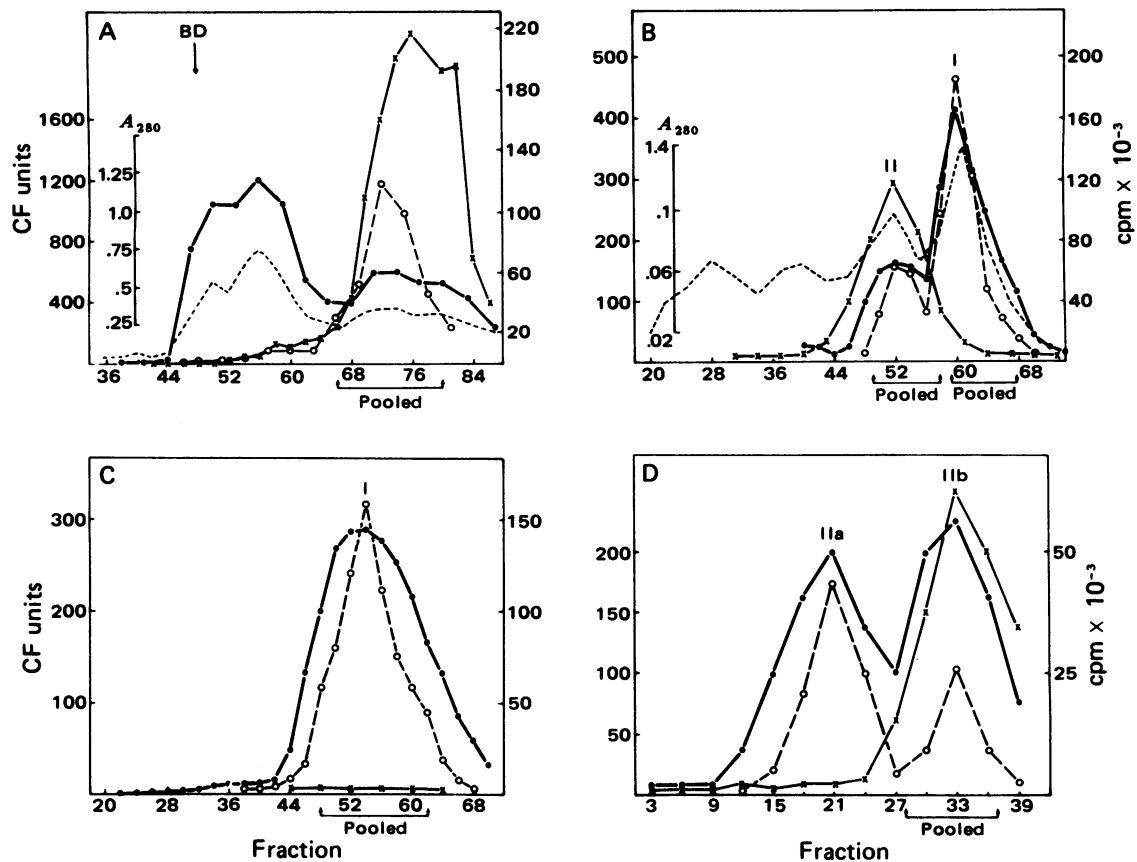 A
BD
220
180
140
100
60
20
1600
1200
800
400
CF units
A280
1.25
1.0
.75
.5
.25
36 44 52 60 68 76 84
Pooled
B
I
II
500
400
300
200
100
A280
1.4
.1
.06
.02
200
160
120
80
40
cpm x 10⁻³
20 28 36 44 52 60 68
Pooled Pooled
C
I
300
200
100
CF units
150
100
50
20 28 36 44 52 60 68
Pooled
Fraction
D
IIa
IIb
200
150
100
50
50
25
cpm x 10⁻³
3 9 15 21 27 33 39
Pooled
Fraction